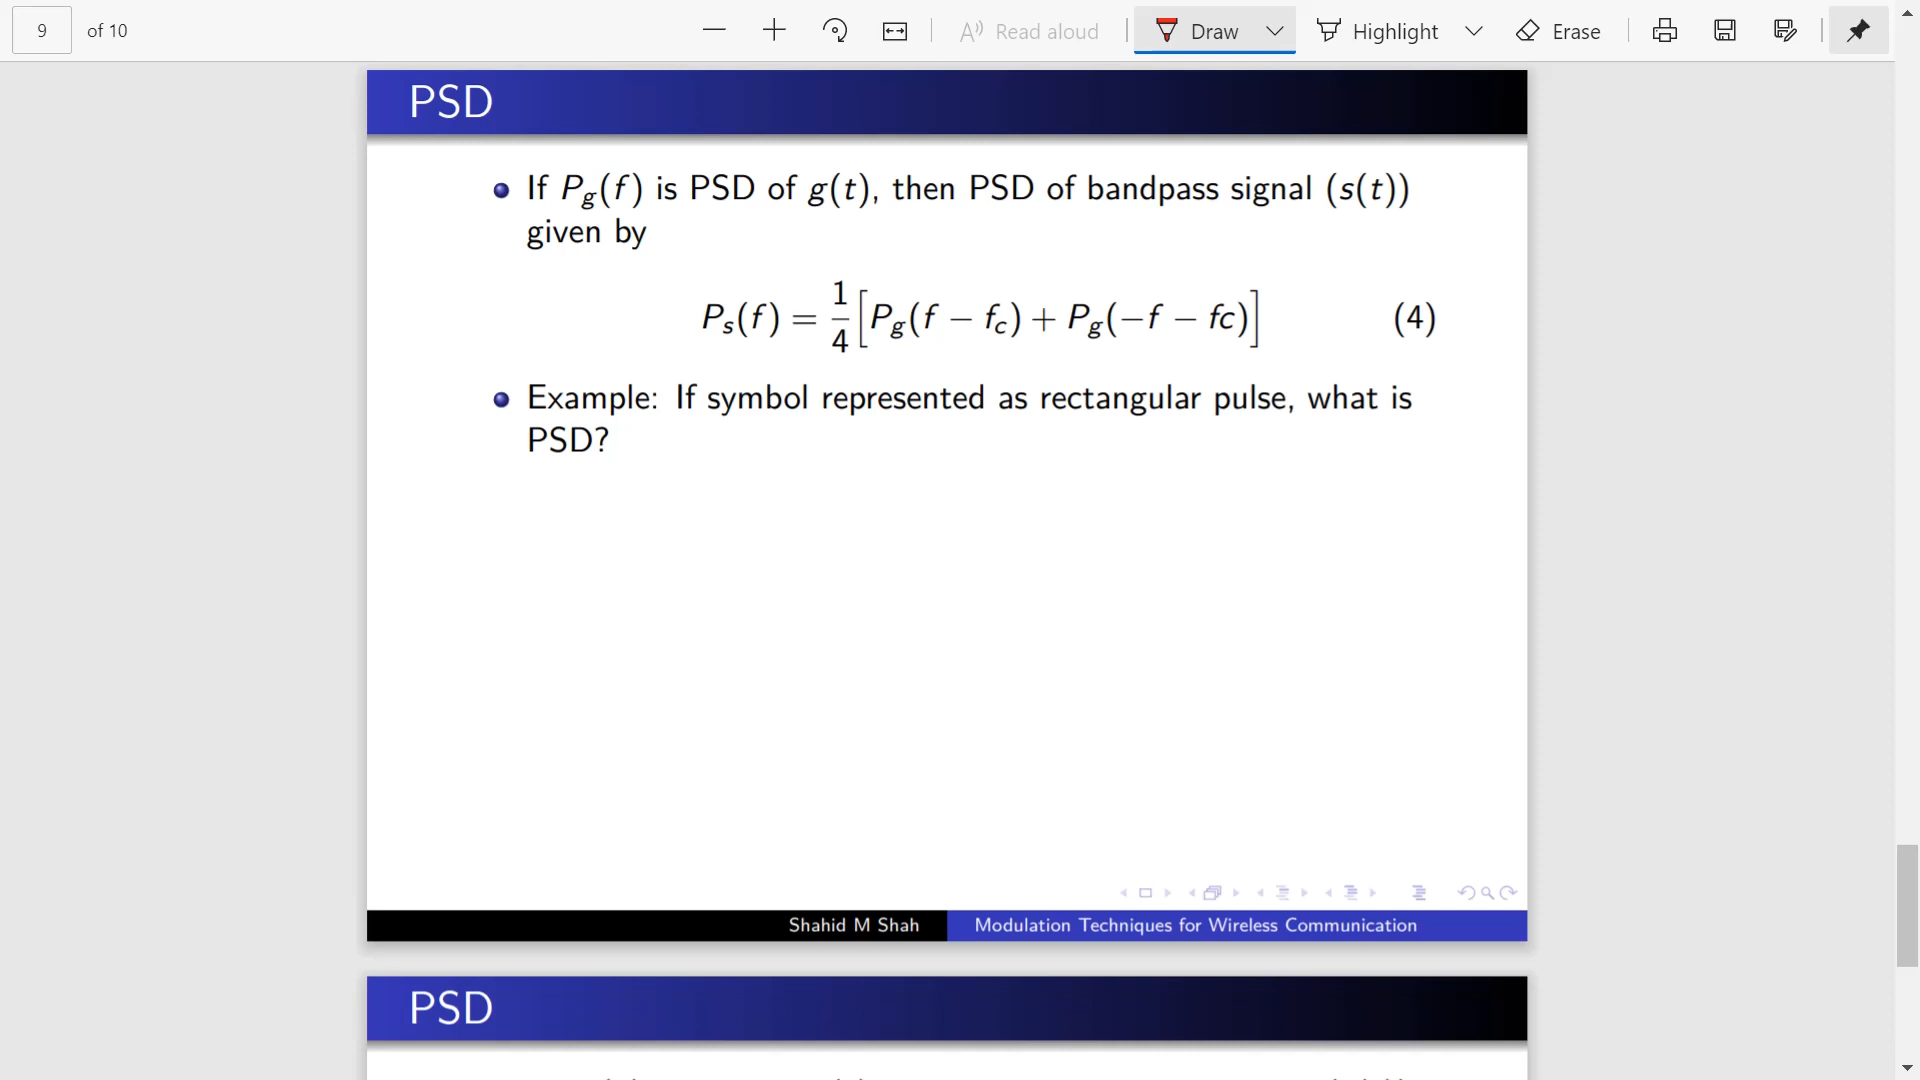 9 of 10 Read aloud Draw Highlight Erase
PSD
If P_g(f) is PSD of g(t), then PSD of bandpass signal (s(t))
given by
P_s(f) = \frac{1}{4}[P_g(f − f_c) + P_g(−f − fc)] (4)
Example: If symbol represented as rectangular pulse, what is
PSD?
Shahid M Shah Modulation Techniques for Wireless Communication
PSD